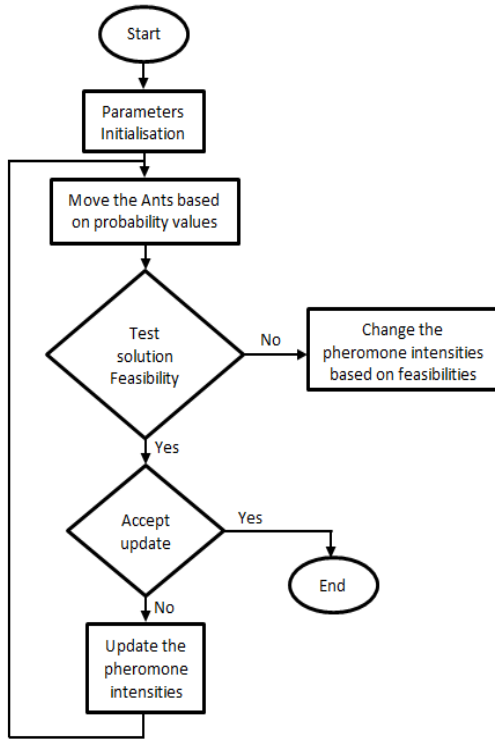 Start
Parameters
Initialisation
Move the Ants based
on probability values
Test
solution
Feasibility
No
Change the
pheromone intensities
based on feasibilities
Yes
Accept
update
Yes
End
No
Update the
pheromone
intensities